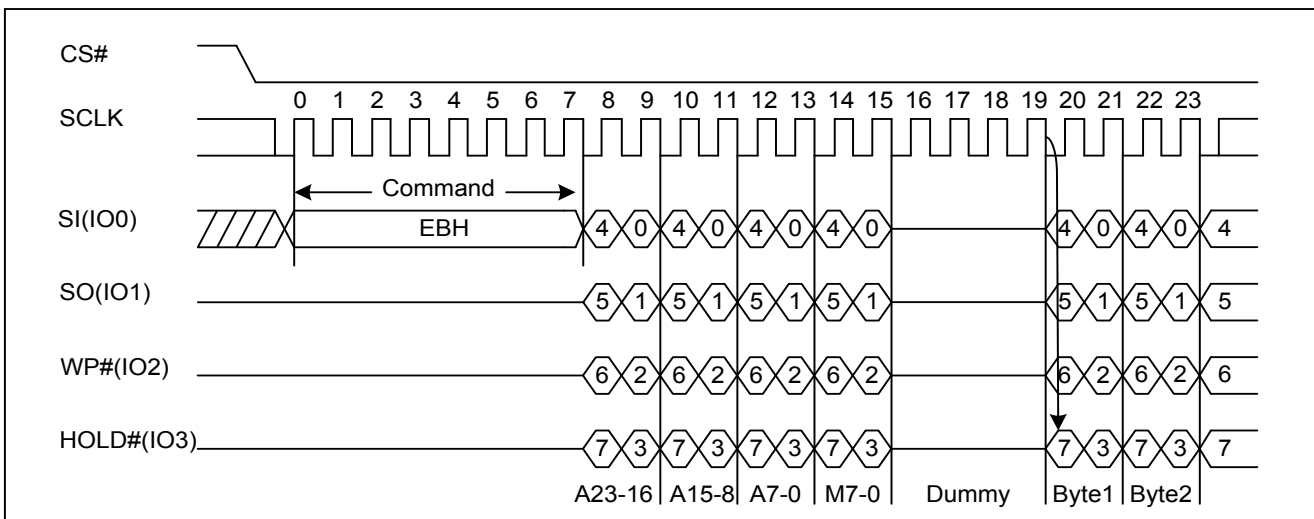 CS#
0 1 2 3 4 5 6 7 8 9 10 11 12 13 14 15 16 17 18 19 20 21 22 23
SCLK
Command
SI(IO0) EBH 4 0 4 0 4 0 4 0 4 0 4 0 4
SO(IO1) 5 1 5 1 5 1 5 1 5 1 5 1 5
WP#(IO2) 6 2 6 2 6 2 6 2 6 2 6 2 6
HOLD#(IO3) 7 3 7 3 7 3 7 3 7 3 7 3 7
A23-16 A15-8 A7-0 M7-0 Dummy Byte1 Byte2